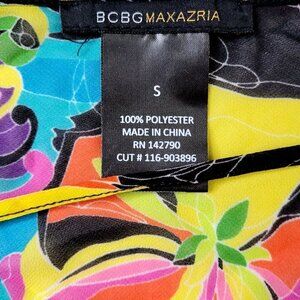 BCBGMAXAZRIA
S
100% POLYESTER
MADE IN CHINA
RN 142790
CUT # 116-903896